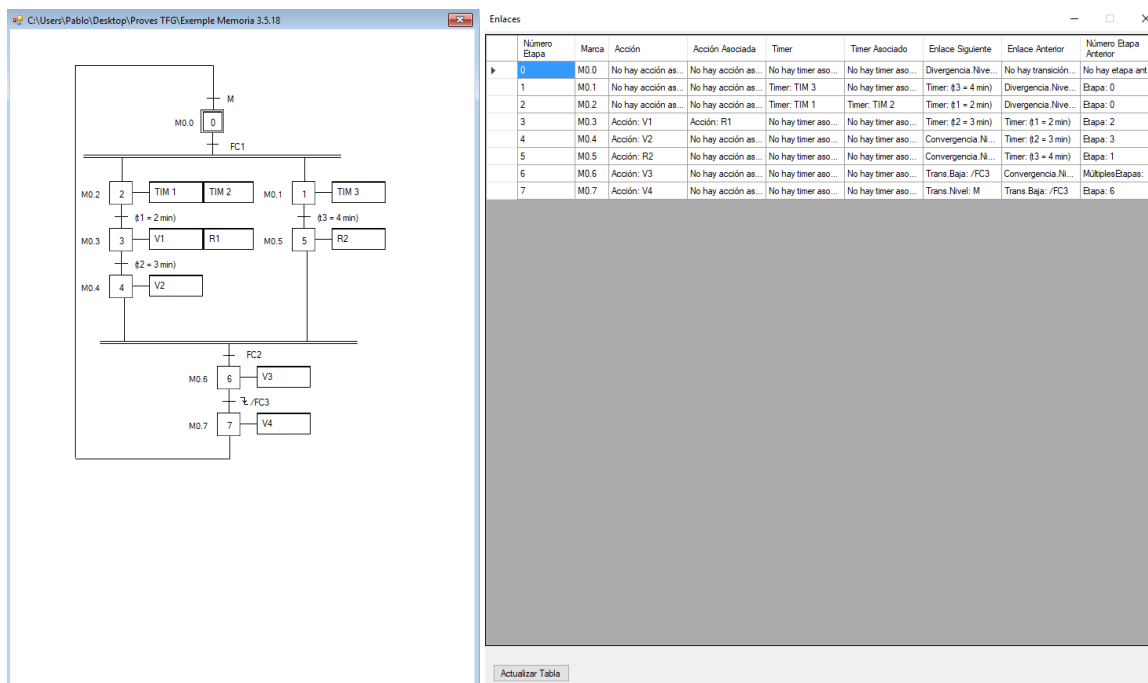 C:\Users\Pablo\Desktop\Proves TFG\Exemple Memoria 3.5.18
M
M0.0 0
FC1
M0.2 2 TIM 1 TIM 2 M0.1 1 TIM 3
(t1 = 2 min) (t3 = 4 min)
M0.3 3 V1 R1 M0.5 5 R2
(t2 = 3 min)
M0.4 4 V2
FC2
M0.6 6 V3
/FC3
M0.7 7 V4
Enlaces
Número Etapa Marca Acción Acción Asociada Timer Timer Asociado Enlace Siguiente Enlace Anterior Número Etapa Anterior
0 M0.0 No hay acción as... No hay acción as... No hay timer aso... No hay timer aso... Divergencia.Nive... No hay transición... No hay etapa ant
1 M0.1 No hay acción as... No hay acción as... Timer: TIM 3 No hay timer aso... Timer: (t3 = 4 min) Divergencia.Nive... Etapa: 0
2 M0.2 No hay acción as... No hay acción as... Timer: TIM 1 Timer: TIM 2 Timer: (t1 = 2 min) Divergencia.Nive... Etapa: 0
3 M0.3 Acción: V1 Acción: R1 No hay timer aso... No hay timer aso... Timer: (t2 = 3 min) Timer: (t1 = 2 min) Etapa: 2
4 M0.4 Acción: V2 No hay acción as... No hay timer aso... No hay timer aso... Convergencia.Ni... Timer: (t2 = 3 min) Etapa: 3
5 M0.5 Acción: R2 No hay acción as... No hay timer aso... No hay timer aso... Convergencia.Ni... Timer: (t3 = 4 min) Etapa: 1
6 M0.6 Acción: V3 No hay acción as... No hay timer aso... No hay timer aso... Trans.Baja: /FC3 Convergencia.Ni... MúltiplesEtapas:
7 M0.7 Acción: V4 No hay acción as... No hay timer aso... No hay timer aso... Trans.Nivel: M Trans.Baja: /FC3 Etapa: 6
Actualizar Tabla